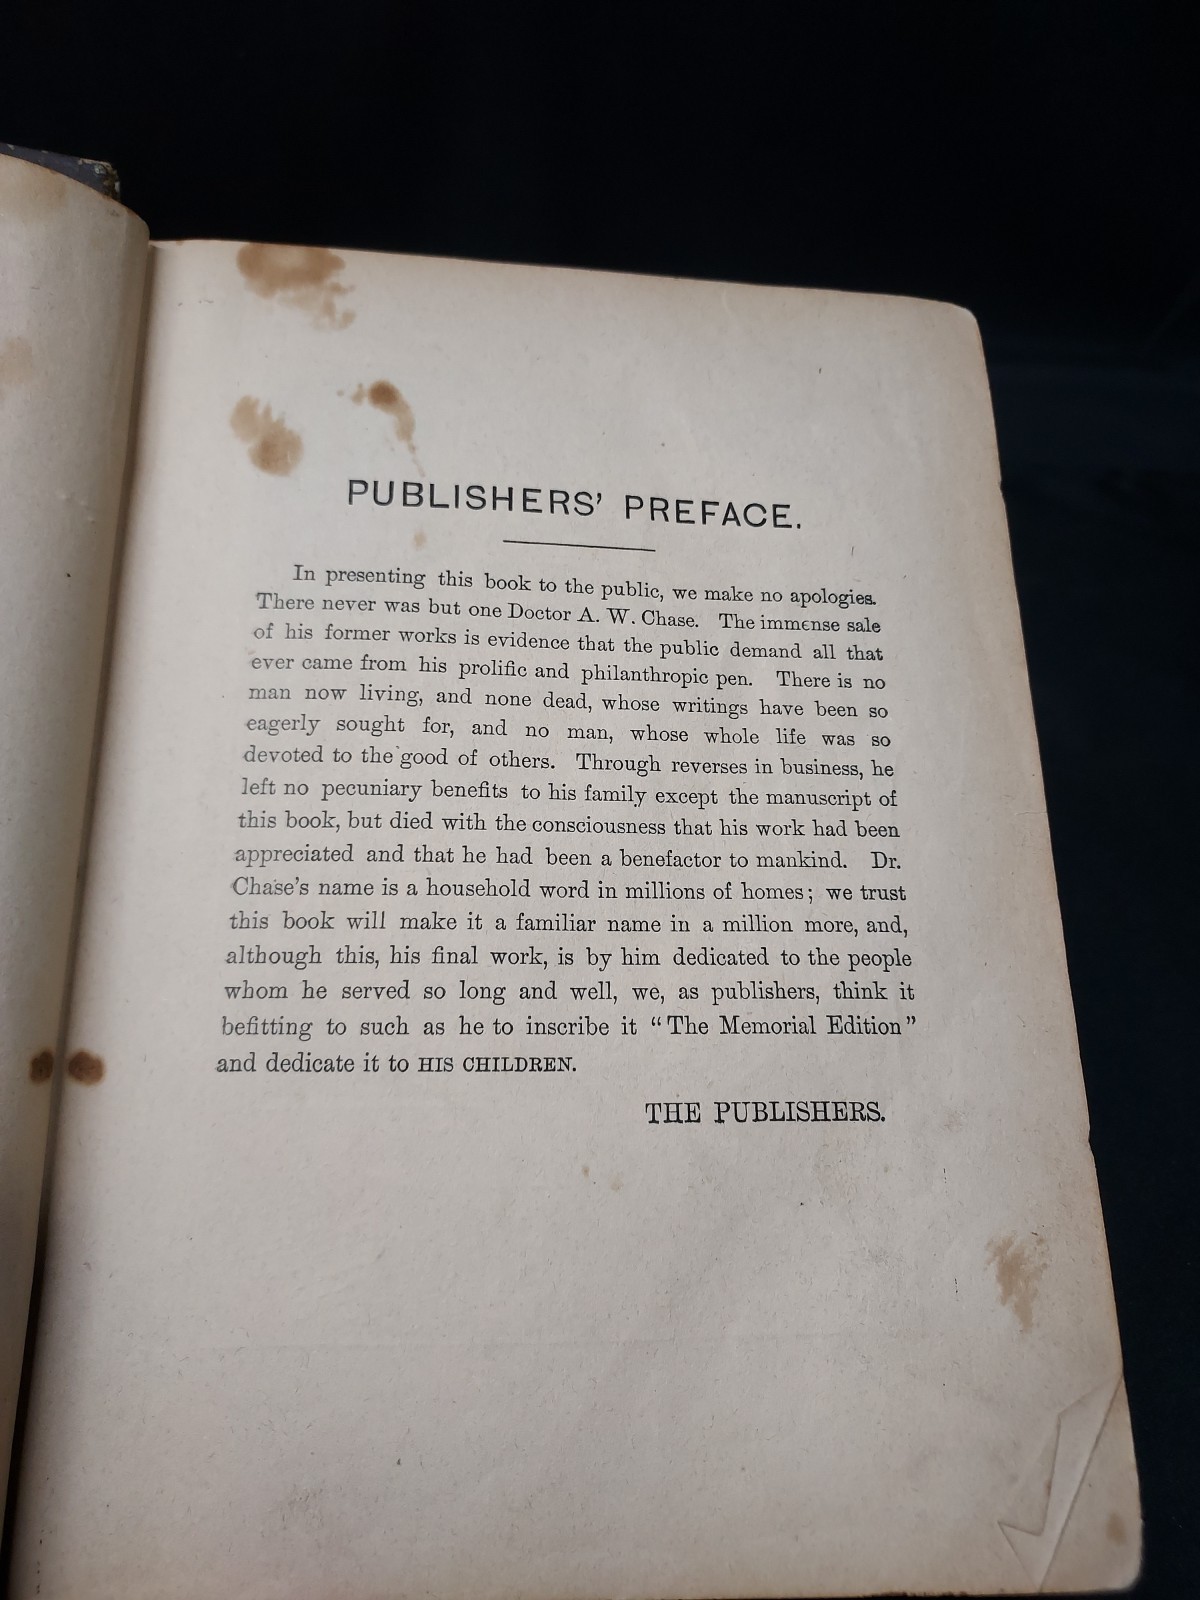 PUBLISHERS' PREFACE.
In presenting this book to the public, we make no apologies.
There never was but one Doctor A. W. Chase. The immense sale
of his former works is evidence that the public demand all that
ever came from his prolific and philanthropic pen. There is no
man now living, and none dead, whose writings have been so
eagerly sought for, and no man, whose whole life was so
devoted to the good of others. Through reverses in business, he
left no pecuniary benefits to his family except the manuscript of
this book, but died with the consciousness that his work had been
appreciated and that he had been a benefactor to mankind. Dr.
Chase's name is a household word in millions of homes; we trust
this book will make it a familiar name in a million more, and,
although this, his final work, is by him dedicated to the people
whom he served so long and well, we, as publishers, think it
befitting to such as he to inscribe it "The Memorial Edition"
and dedicate it to HIS CHILDREN.
THE PUBLISHERS.